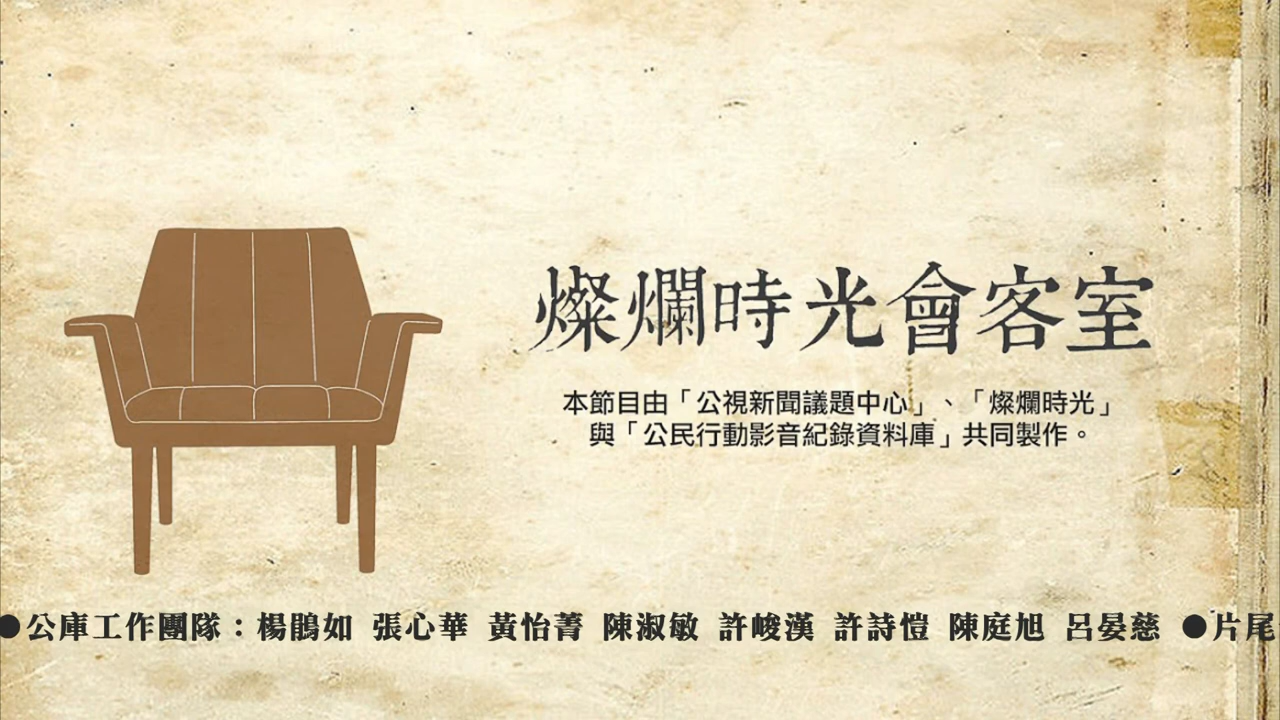 燦爛時光會客室
本節目由「公視新聞議題中心」、「燦爛時光」
與「公民行動影音紀錄資料庫」共同製作。
●公庫工作團隊：楊鵑如 張心華 黃怡菁 陳淑敏 許峻漢 許詩愷 陳庭旭 呂晏慈 ●片尾